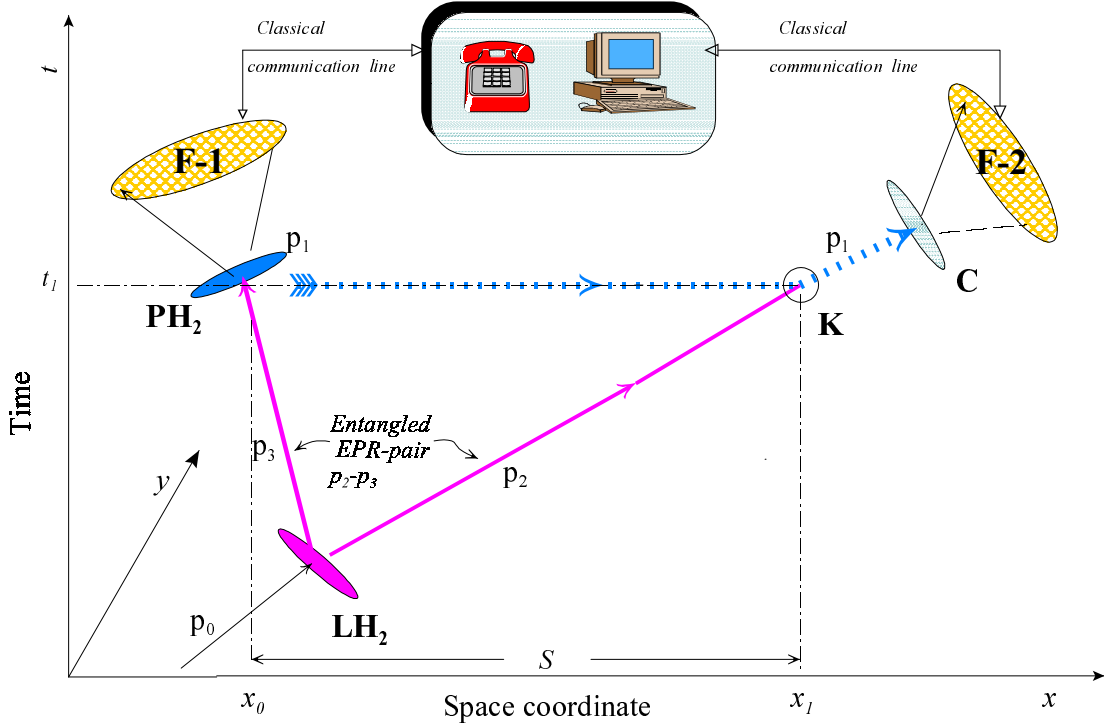 Classical
communication line
Classical
communication line
t
F-1
F-2
p₁
p₁
t₁
PH₂
C
K
Time
Entangled
EPR-pair
p₂-p₃
p₃
p₂
y
p₀
LH₂
S
x₀
Space coordinate
x₁
x